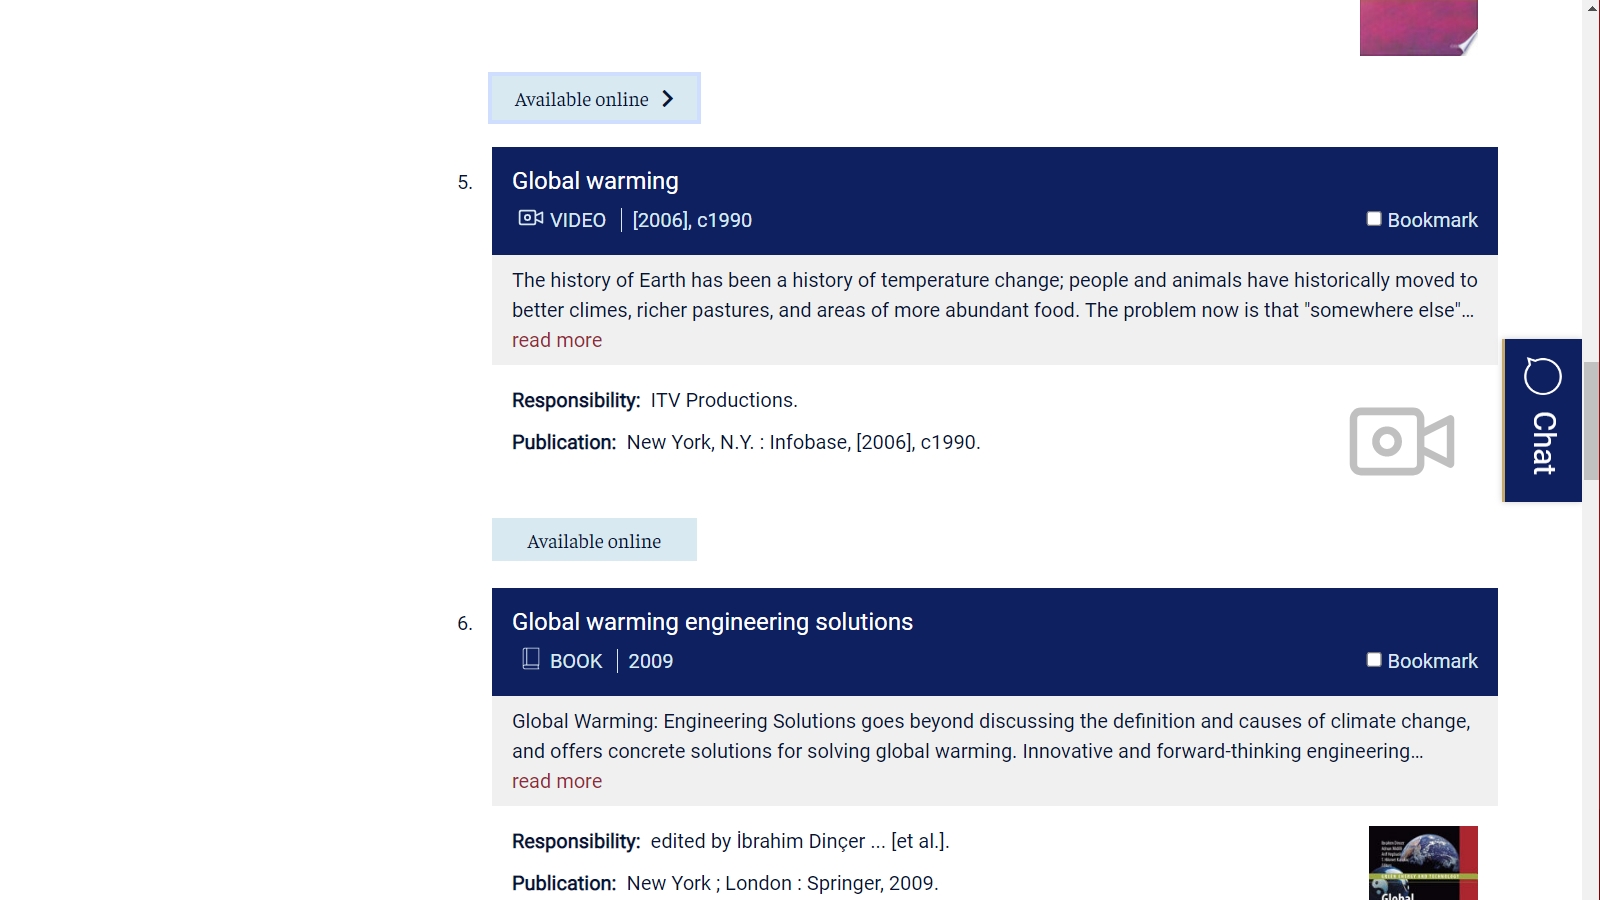 Available online
5.
Global warming
VIDEO | [2006], c1990
Bookmark
The history of Earth has been a history of temperature change; people and animals have historically moved to
better climes, richer pastures, and areas of more abundant food. The problem now is that "somewhere else"...
read more
Responsibility: ITV Productions.
Publication: New York, N.Y. : Infobase, [2006], c1990.
Chat
Available online
6.
Global warming engineering solutions
BOOK | 2009
Bookmark
Global Warming: Engineering Solutions goes beyond discussing the definition and causes of climate change,
and offers concrete solutions for solving global warming. Innovative and forward-thinking engineering...
read more
Responsibility: edited by İbrahim Dinçer ... [et al.].
Publication: New York ; London : Springer, 2009.
GREEN ENERGY AND TECHNOLOGY
Global